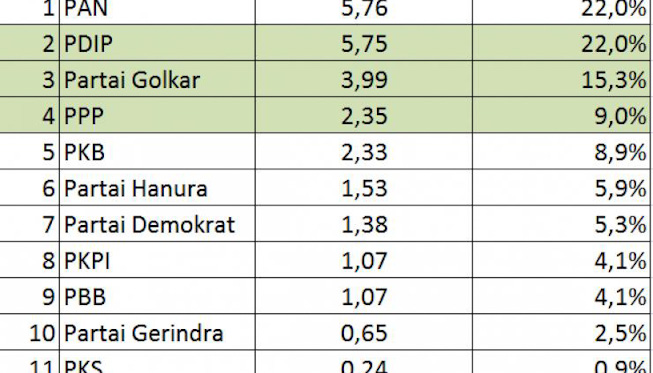 1 PAN 5,76 22,0%
2 PDIP 5,75 22,0%
3 Partai Golkar 3,99 15,3%
4 PPP 2,35 9,0%
5 PKB 2,33 8,9%
6 Partai Hanura 1,53 5,9%
7 Partai Demokrat 1,38 5,3%
8 PKPI 1,07 4,1%
9 PBB 1,07 4,1%
10 Partai Gerindra 0,65 2,5%
11 PKS 0,24 0,9%